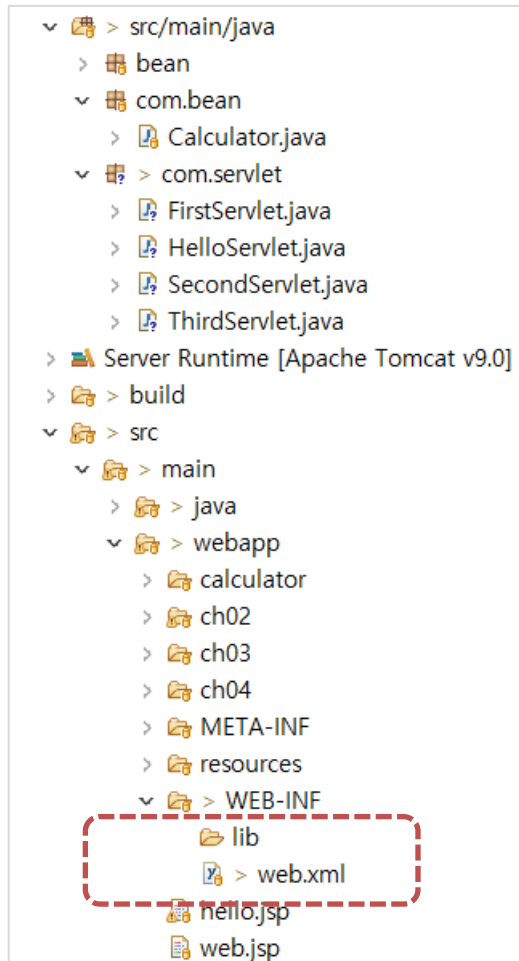 > src/main/java
bean
com.bean
Calculator.java
> com.servlet
FirstServlet.java
HelloServlet.java
SecondServlet.java
ThirdServlet.java
Server Runtime [Apache Tomcat v9.0]
> build
> src
> main
> java
> webapp
calculator
ch02
ch03
ch04
META-INF
resources
> WEB-INF
lib
> web.xml
hello.jsp
web.jsp